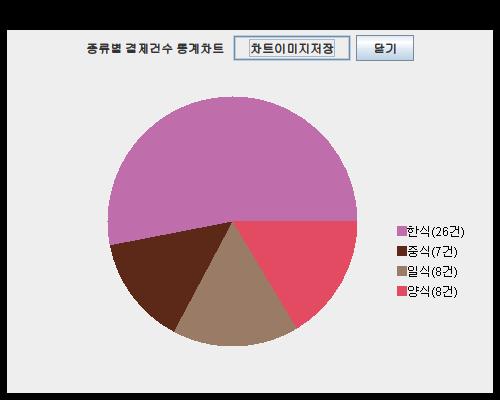 종류별 결제건수 통계차트 차트이미지저장 닫기
한식(26건)
중식(7건)
일식(8건)
양식(8건)